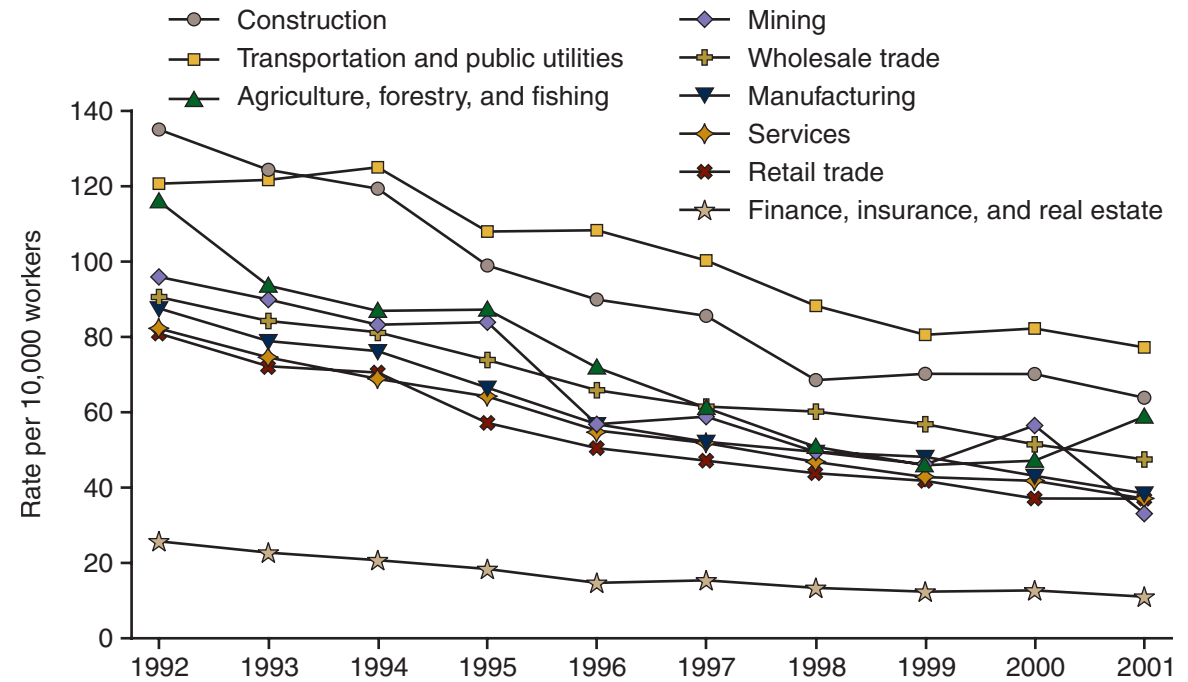 Construction
Transportation and public utilities
Agriculture, forestry, and fishing
Mining
Wholesale trade
Manufacturing
Services
Retail trade
Finance, insurance, and real estate
Rate per 10,000 workers
140
120
100
80
60
40
20
0
1992 1993 1994 1995 1996 1997 1998 1999 2000 2001